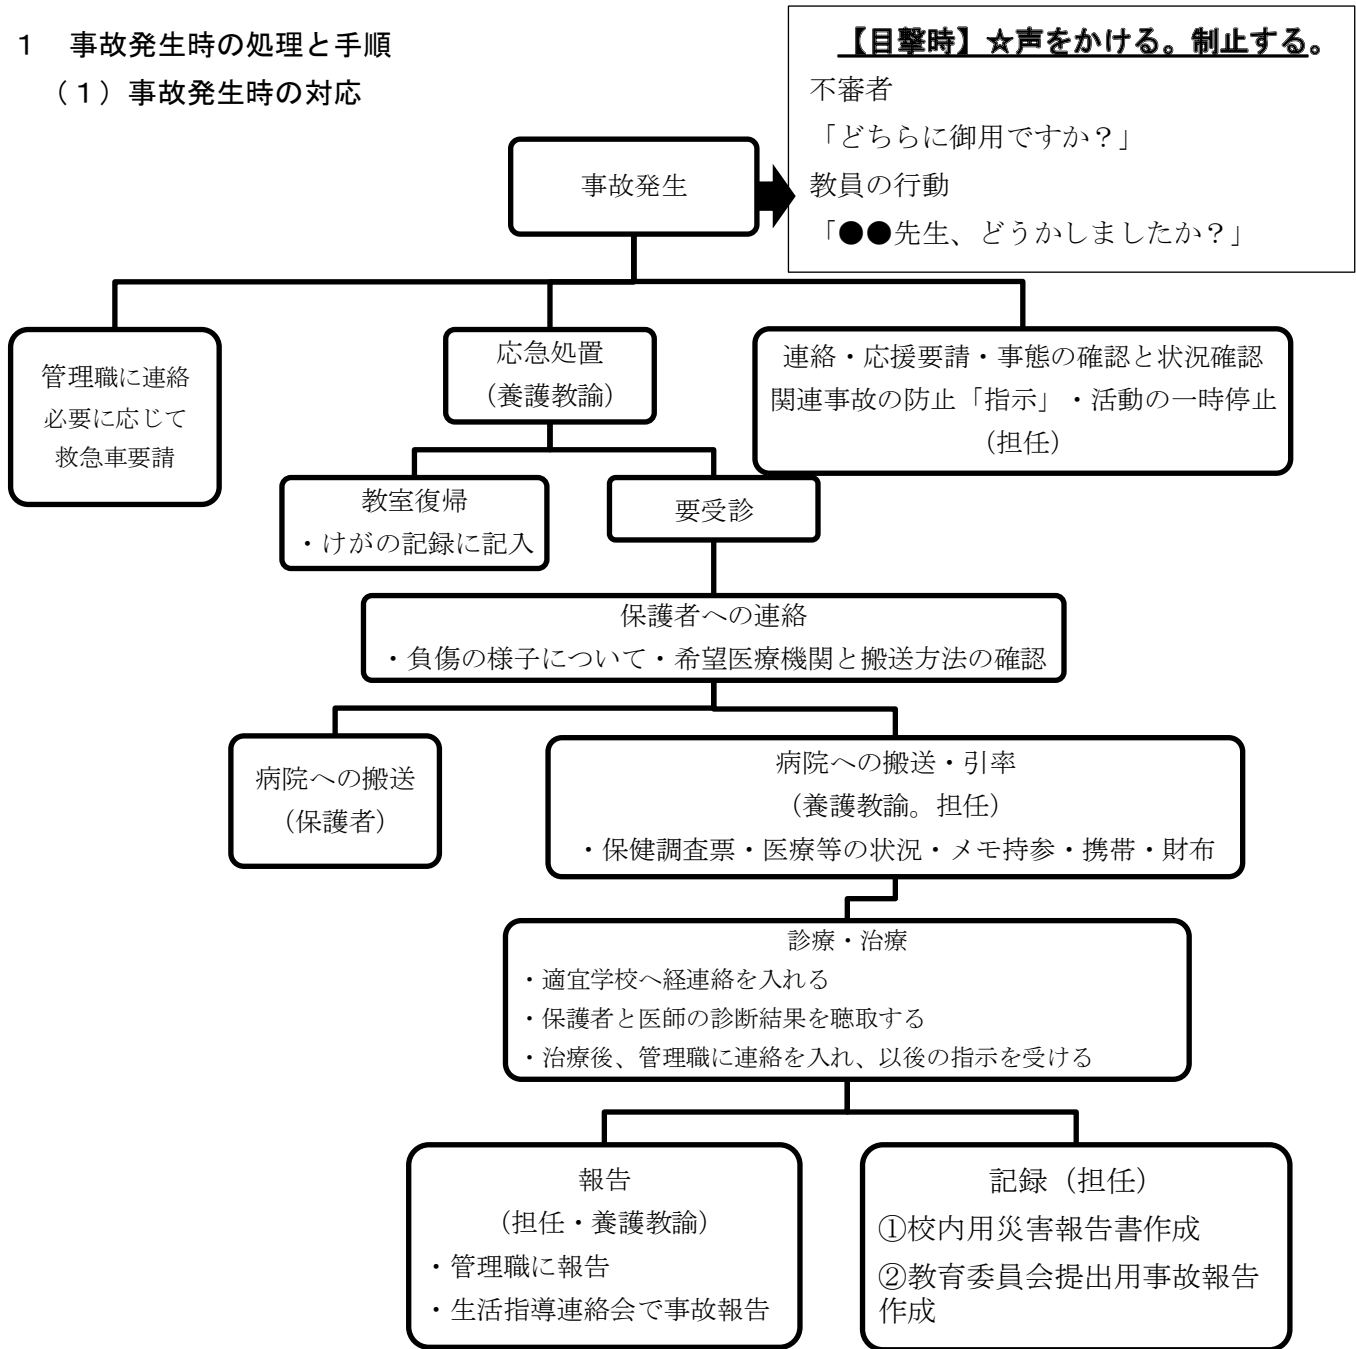 1　事故発生時の処理と手順
（１）事故発生時の対応
【目撃時】☆声をかける。制止する。
不審者
「どちらに御用ですか？」
教員の行動
「●●先生、どうかしましたか？」
事故発生
管理職に連絡
必要に応じて
救急車要請
応急処置
（養護教諭）
連絡・応援要請・事態の確認と状況確認
関連事故の防止「指示」・活動の一時停止
（担任）
教室復帰
・けがの記録に記入
要受診
保護者への連絡
・負傷の様子について・希望医療機関と搬送方法の確認
病院への搬送
（保護者）
病院への搬送・引率
（養護教諭。担任）
・保健調査票・医療等の状況・メモ持参・携帯・財布
診療・治療
・適宜学校へ経連絡を入れる
・保護者と医師の診断結果を聴取する
・治療後、管理職に連絡を入れ、以後の指示を受ける
報告
（担任・養護教諭）
・管理職に報告
・生活指導連絡会で事故報告
記録（担任）
①校内用災害報告書作成
②教育委員会提出用事故報告
作成